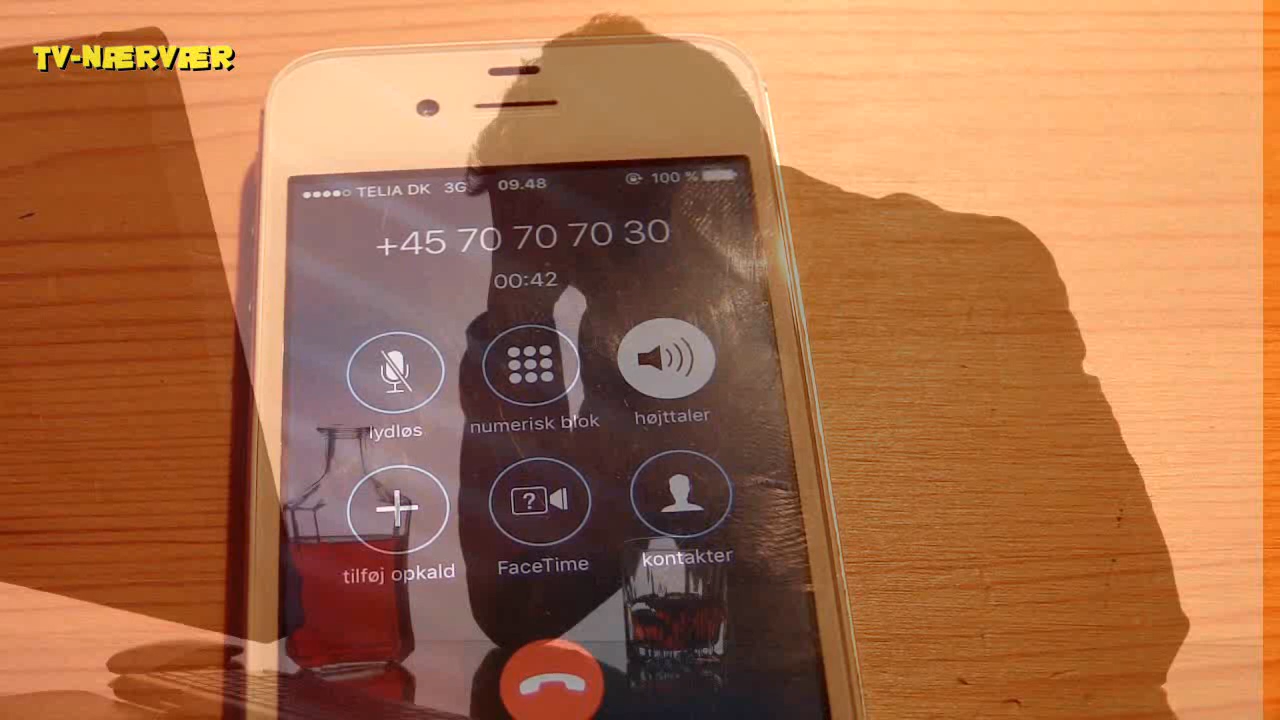 TV-NÆRVÆR
TELIA DK 3G 09.48 100 %
+45 70 70 70 30
00:42
lydløs numerisk blok højttaler
tilføj opkald FaceTime kontakter